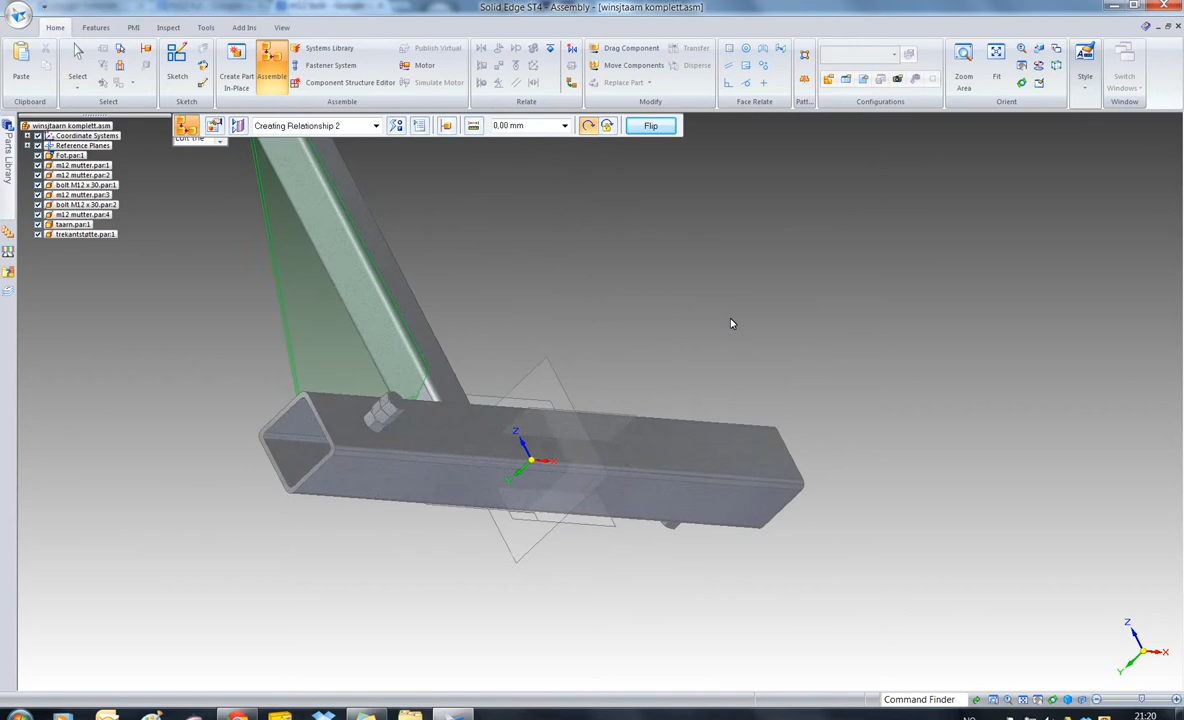 Solid Edge ST4 - Assembly - [winsjtaarn komplett.asm]
Home Features PMI Inspect Tools Add Ins View
Paste
Select
Sketch
Create Part In-Place
Assemble
Systems Library
Fastener System
Component Structure Editor
Publish Virtual
Motor
Simulate Motor
Drag Component
Move Components
Replace Part
Transfer
Disperse
Zoom Area
Fit
Style
Switch Windows
Clipboard Select Sketch Assemble Relate Modify Face Relate Patt... Configurations Orient Window
Creating Relationship 2 0.00 mm Flip
Edit the
Parts Library
winsjtaarn komplett.asm
Coordinate Systems
Reference Planes
Fot.par:1
m12 mutter.par:1
m12 mutter.par:2
bolt M12 x 30.par:1
m12 mutter.par:3
bolt M12 x 30.par:2
m12 mutter.par:4
taarn.par:1
trekantstøtte.par:1
Z
X
Y
Z
X
Y
Command Finder
NO
21:20